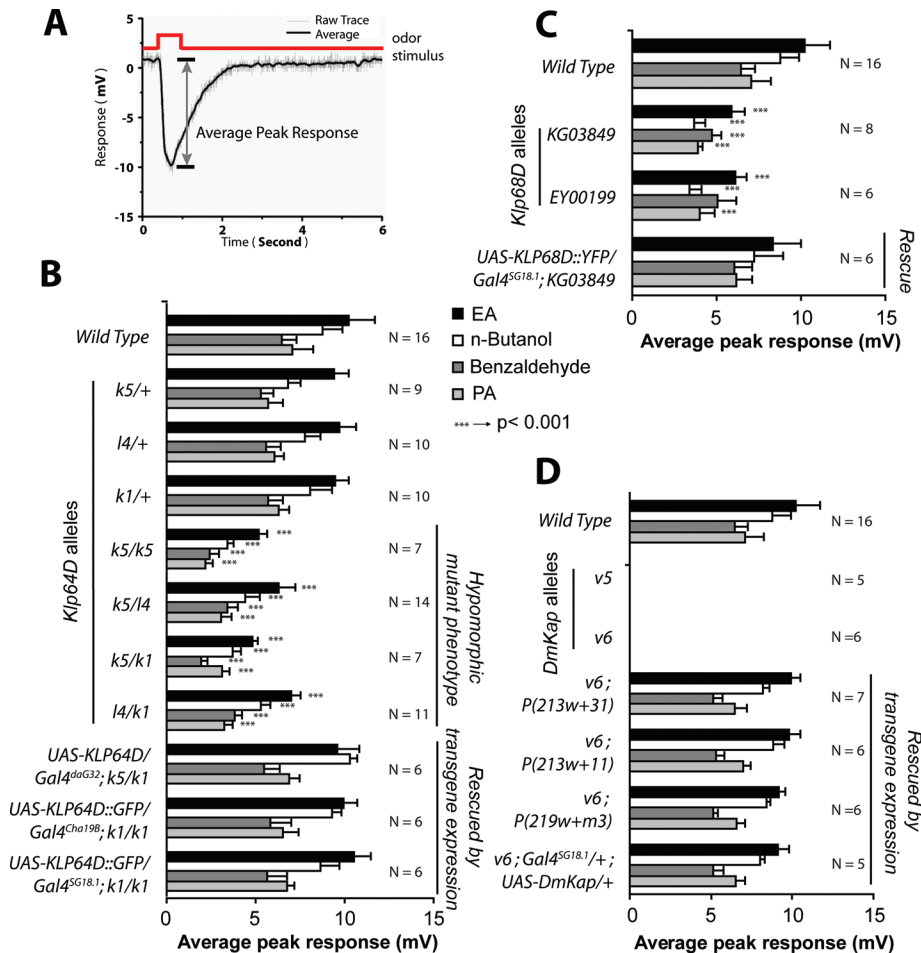 A
Raw Trace
Average
odor
stimulus
5
0
-5
-10
-15
Response ( mV )
Average Peak Response
0
2
4
6
Time ( Second )
B
Wild Type
N = 16
k5/+
N = 9
l4/+
N = 10
k1/+
N = 10
k5/k5
***
***
***
***
N = 7
k5/l4
***
***
***
***
N = 14
k5/k1
***
***
***
***
N = 7
l4/k1
***
***
***
***
N = 11
Klp64D alleles
Hypomorphic
mutant phenotype
UAS-KLP64D/
Gal4daG32; k5/k1
N = 6
UAS-KLP64D::GFP/
Gal4Cha19B; k1/k1
N = 6
UAS-KLP64D::GFP/
Gal4SG18.1; k1/k1
N = 6
Rescued by
transgene expression
0
5
10
15
Average peak response (mV)
EA
n-Butanol
Benzaldehyde
PA
*** → p< 0.001
C
Wild Type
N = 16
KG03849
***
***
***
***
N = 8
EY00199
***
***
***
N = 6
Klp68D alleles
UAS-KLP68D::YFP/
Gal4SG18.1; KG03849
N = 6
Rescue
0
5
10
15
Average peak response (mV)
D
Wild Type
N = 16
v5
N = 5
v6
N =6
DmKap alleles
v6 ;
P(213w+31)
N = 7
v6 ;
P(213w+11)
N = 6
v6 ;
P(219w+m3)
N =6
v6 ; Gal4SG18.1/+ ;
UAS-DmKap/+
N = 5
Rescued by
transgene expression
0
5
10
15
Average peak response (mV)